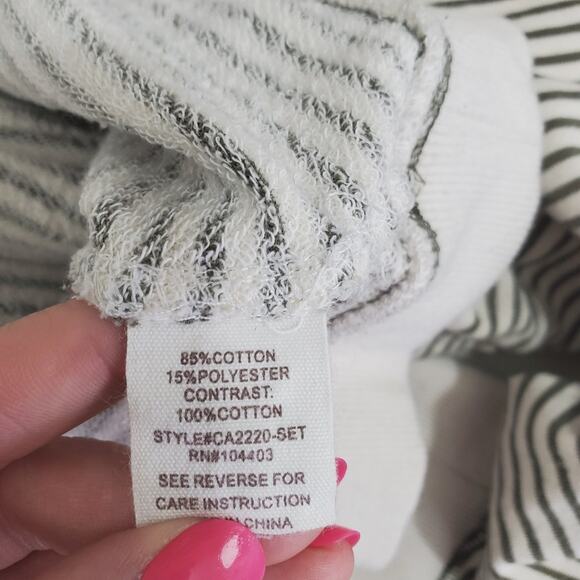 85%COTTON
15%POLYESTER
CONTRAST:
100%COTTON
STYLE#CA2220-SET
RN#104403
SEE REVERSE FOR
CARE INSTRUCTION
CHINA